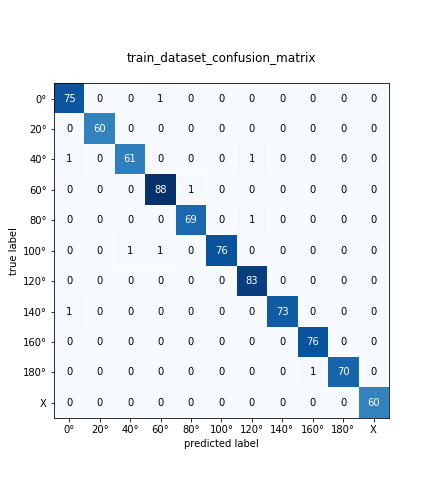 train_dataset_confusion_matrix
0° 75 0 0 1 0 0 0 0 0 0 0
20° 0 60 0 0 0 0 0 0 0 0 0
40° 1 0 61 0 0 0 1 0 0 0 0
60° 0 0 0 88 1 0 0 0 0 0 0
80° 0 0 0 0 69 0 1 0 0 0 0
100° 0 0 1 1 0 76 0 0 0 0 0
120° 0 0 0 0 0 0 83 0 0 0 0
140° 1 0 0 0 0 0 0 73 0 0 0
160° 0 0 0 0 0 0 0 0 76 0 0
180° 0 0 0 0 0 0 0 0 1 70 0
X 0 0 0 0 0 0 0 0 0 0 60
0° 20° 40° 60° 80° 100° 120° 140° 160° 180° X
predicted label
true label